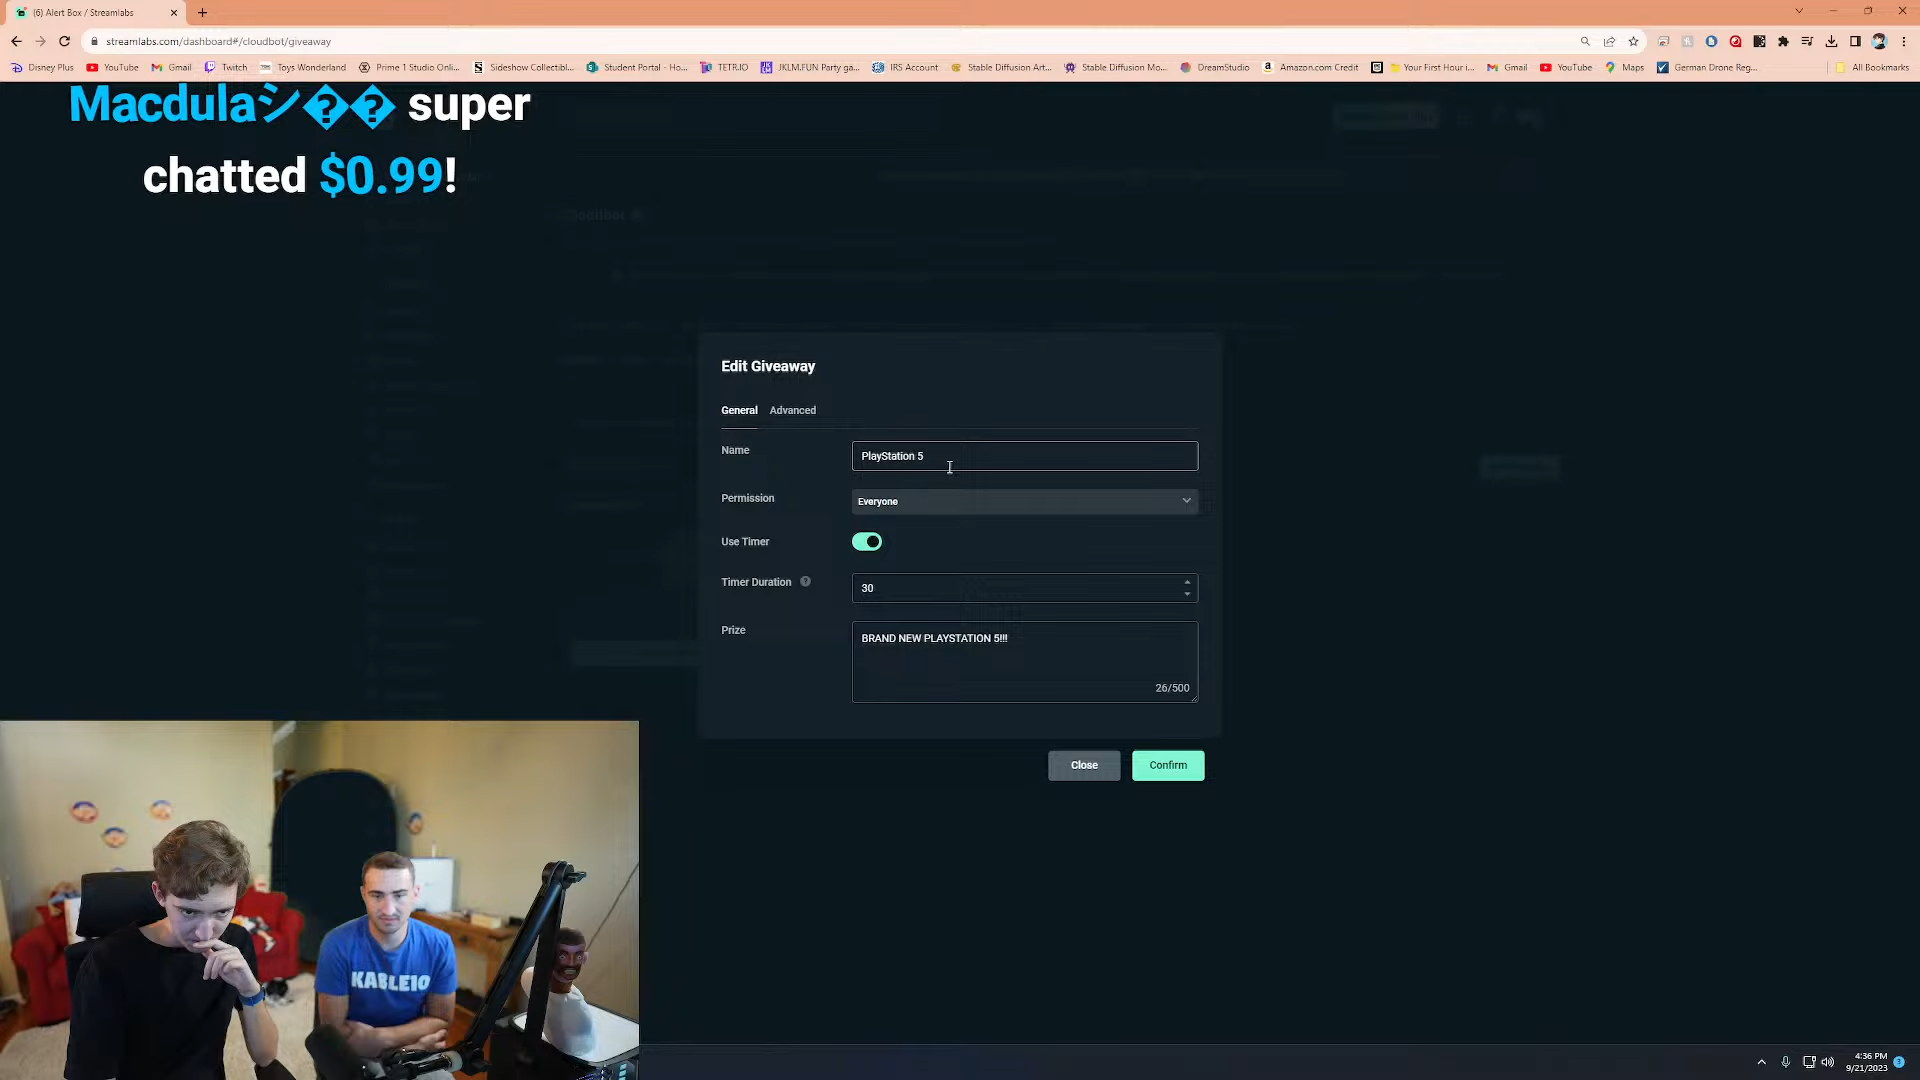 (6) Alert Box / Streamlabs
streamlabs.com/dashboard#/cloudbot/giveaway
Disney Plus
YouTube
Gmail
Twitch
Toys Wonderland
Prime 1 Studio Onli...
Sideshow Collectibl...
Student Portal - Ho...
TETR.IO
JKLM.FUN Party ga...
IRS Account
Stable Diffusion Art...
Stable Diffusion Mo...
DreamStudio
Amazon.com Credit
Your First Hour i...
Gmail
YouTube
Maps
German Drone Reg...
All Bookmarks
Macdulaシ�� super
chatted $0.99!
Edit Giveaway
General Advanced
Name
PlayStation 5
Permission
Everyone
Use Timer
Timer Duration ?
30
Prize
BRAND NEW PLAYSTATION 5!!!
26/500
Close
Confirm
KABLE10
4:36 PM
9/21/2023
3